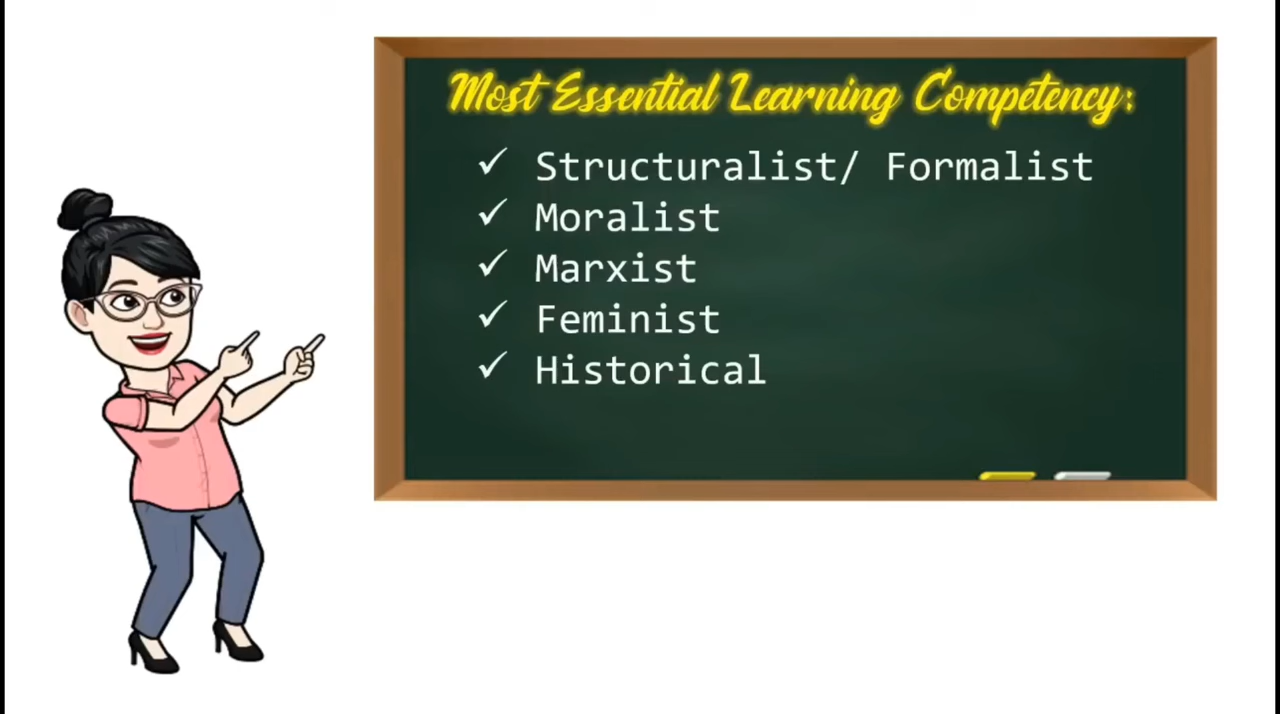 Most Essential Learning Competency:
✓ Structuralist/ Formalist
✓ Moralist
✓ Marxist
✓ Feminist
✓ Historical